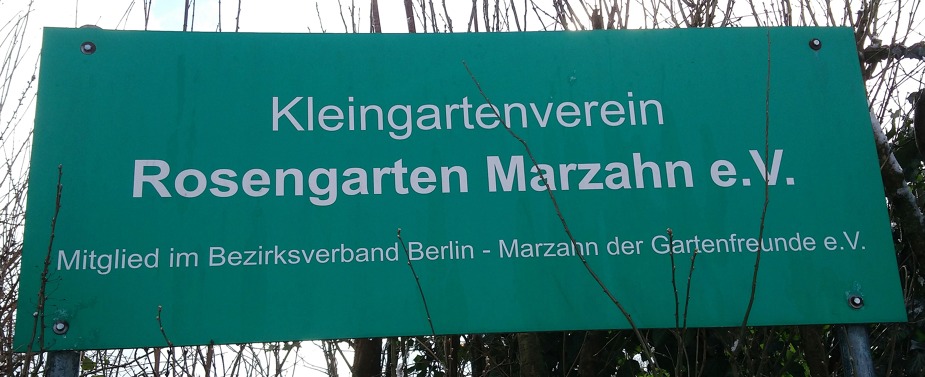 Kleingartenverein
Rosengarten Marzahn e.V.
Mitglied im Bezirksverband Berlin - Marzahn der Gartenfreunde e.V.